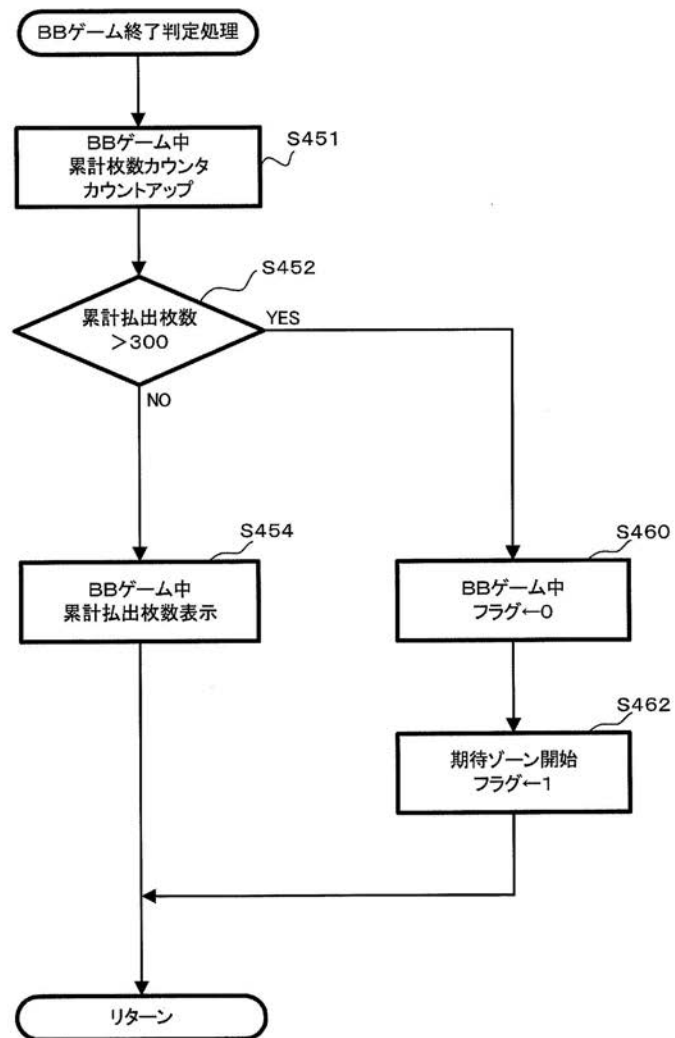 BBゲーム終了判定処理
BBゲーム中
累計枚数カウンタ
カウントアップ
S451
累計払出枚数
>300
S452
YES
NO
BBゲーム中
累計払出枚数表示
S454
BBゲーム中
フラグ←0
S460
期待ゾーン開始
フラグ←1
S462
リターン